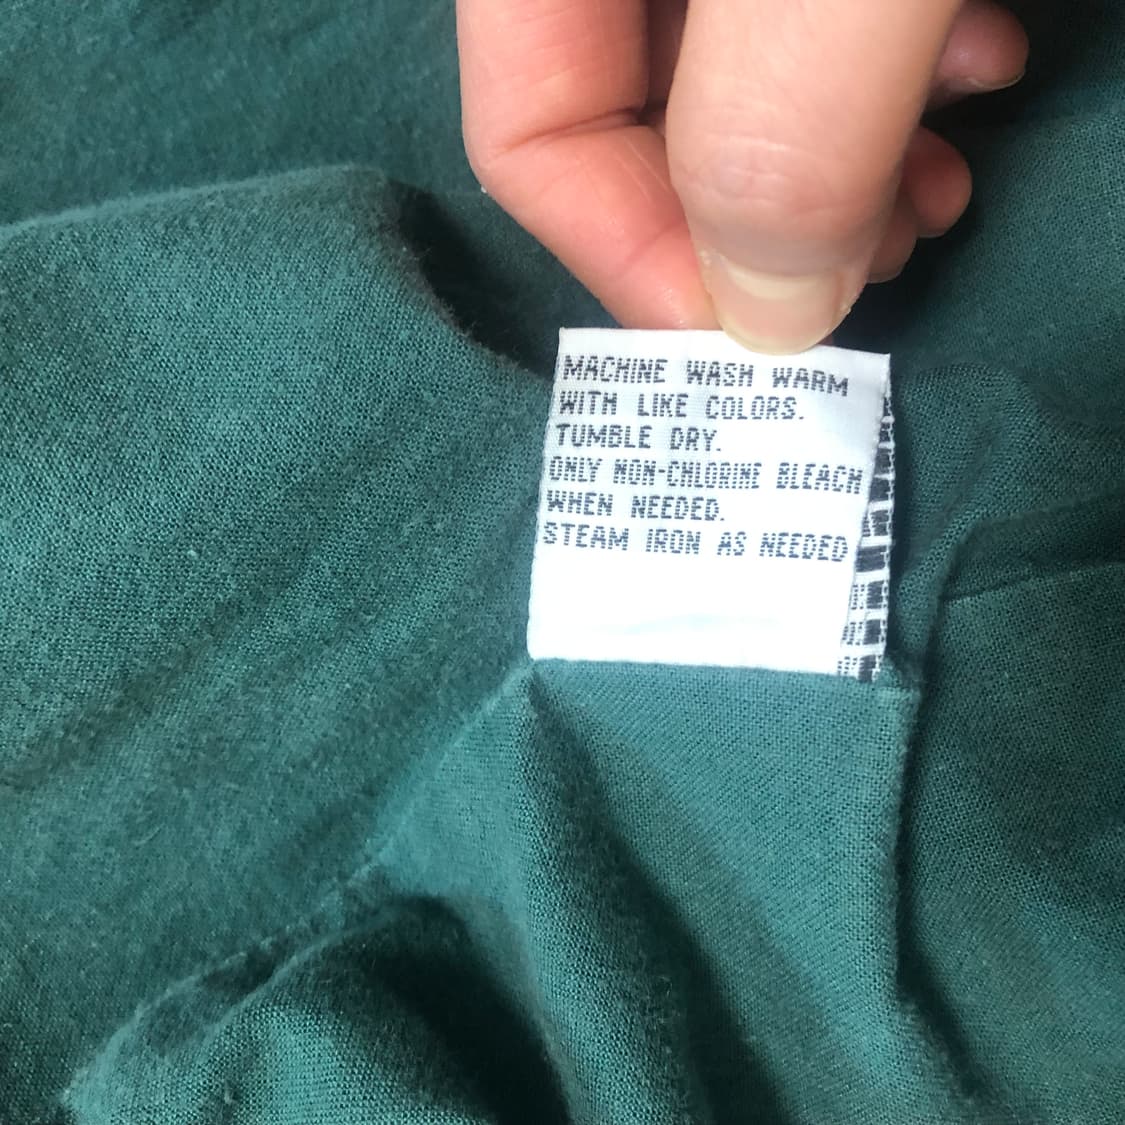 MACHINE WASH WARM
WITH LIKE COLORS.
TUMBLE DRY.
ONLY NON-CHLORINE BLEACH
WHEN NEEDED.
STEAM IRON AS NEEDED